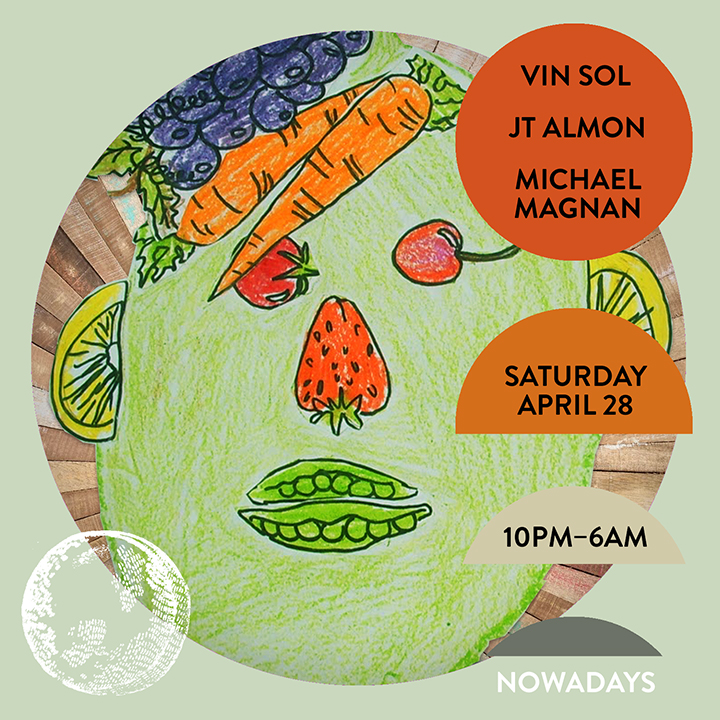 VIN SOL
JT ALMON
MICHAEL
MAGNAN
SATURDAY
APRIL 28
10PM–6AM
NOWADAYS